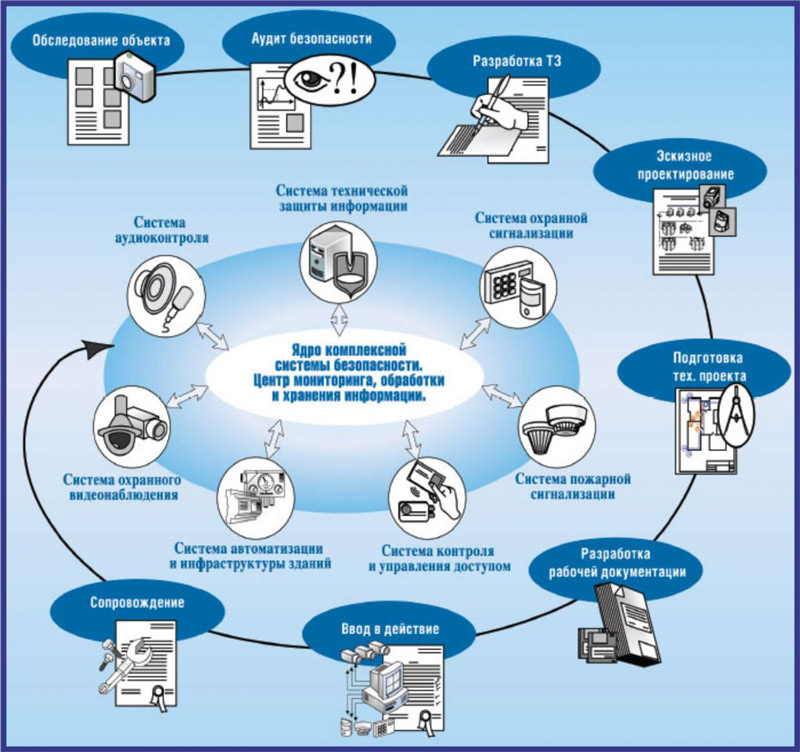 Обследование объекта
Аудит безопасности
?!
Разработка ТЗ
Эскизное
проектирование
Система технической
защиты информации
Система
аудиоконтроля
Система охранной
сигнализации
Ядро комплексной
системы безопасности.
Центр мониторинга, обработки
и хранения информации.
Подготовка
тех. проекта
Система охранного
видеонаблюдения
Система пожарной
сигнализации
Система автоматизации
и инфраструктуры зданий
Система контроля
и управления доступом
Разработка
рабочей документации
Сопровождение
Ввод в действие